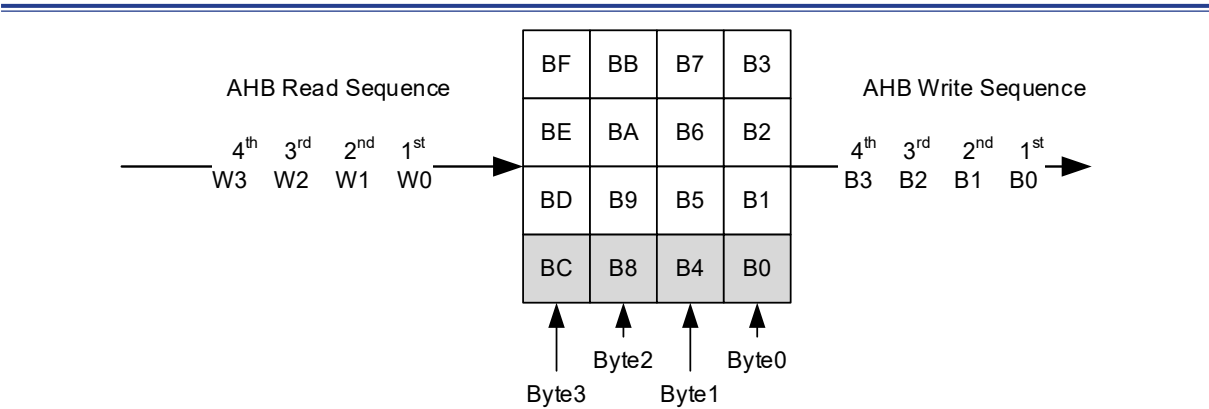 BF BB B7 B3
AHB Read Sequence
AHB Write Sequence
BE BA B6 B2
4th 3rd 2nd 1st
W3 W2 W1 W0
4th 3rd 2nd 1st
B3 B2 B1 B0
BD B9 B5 B1
BC B8 B4 B0
Byte2 Byte0
Byte3 Byte1